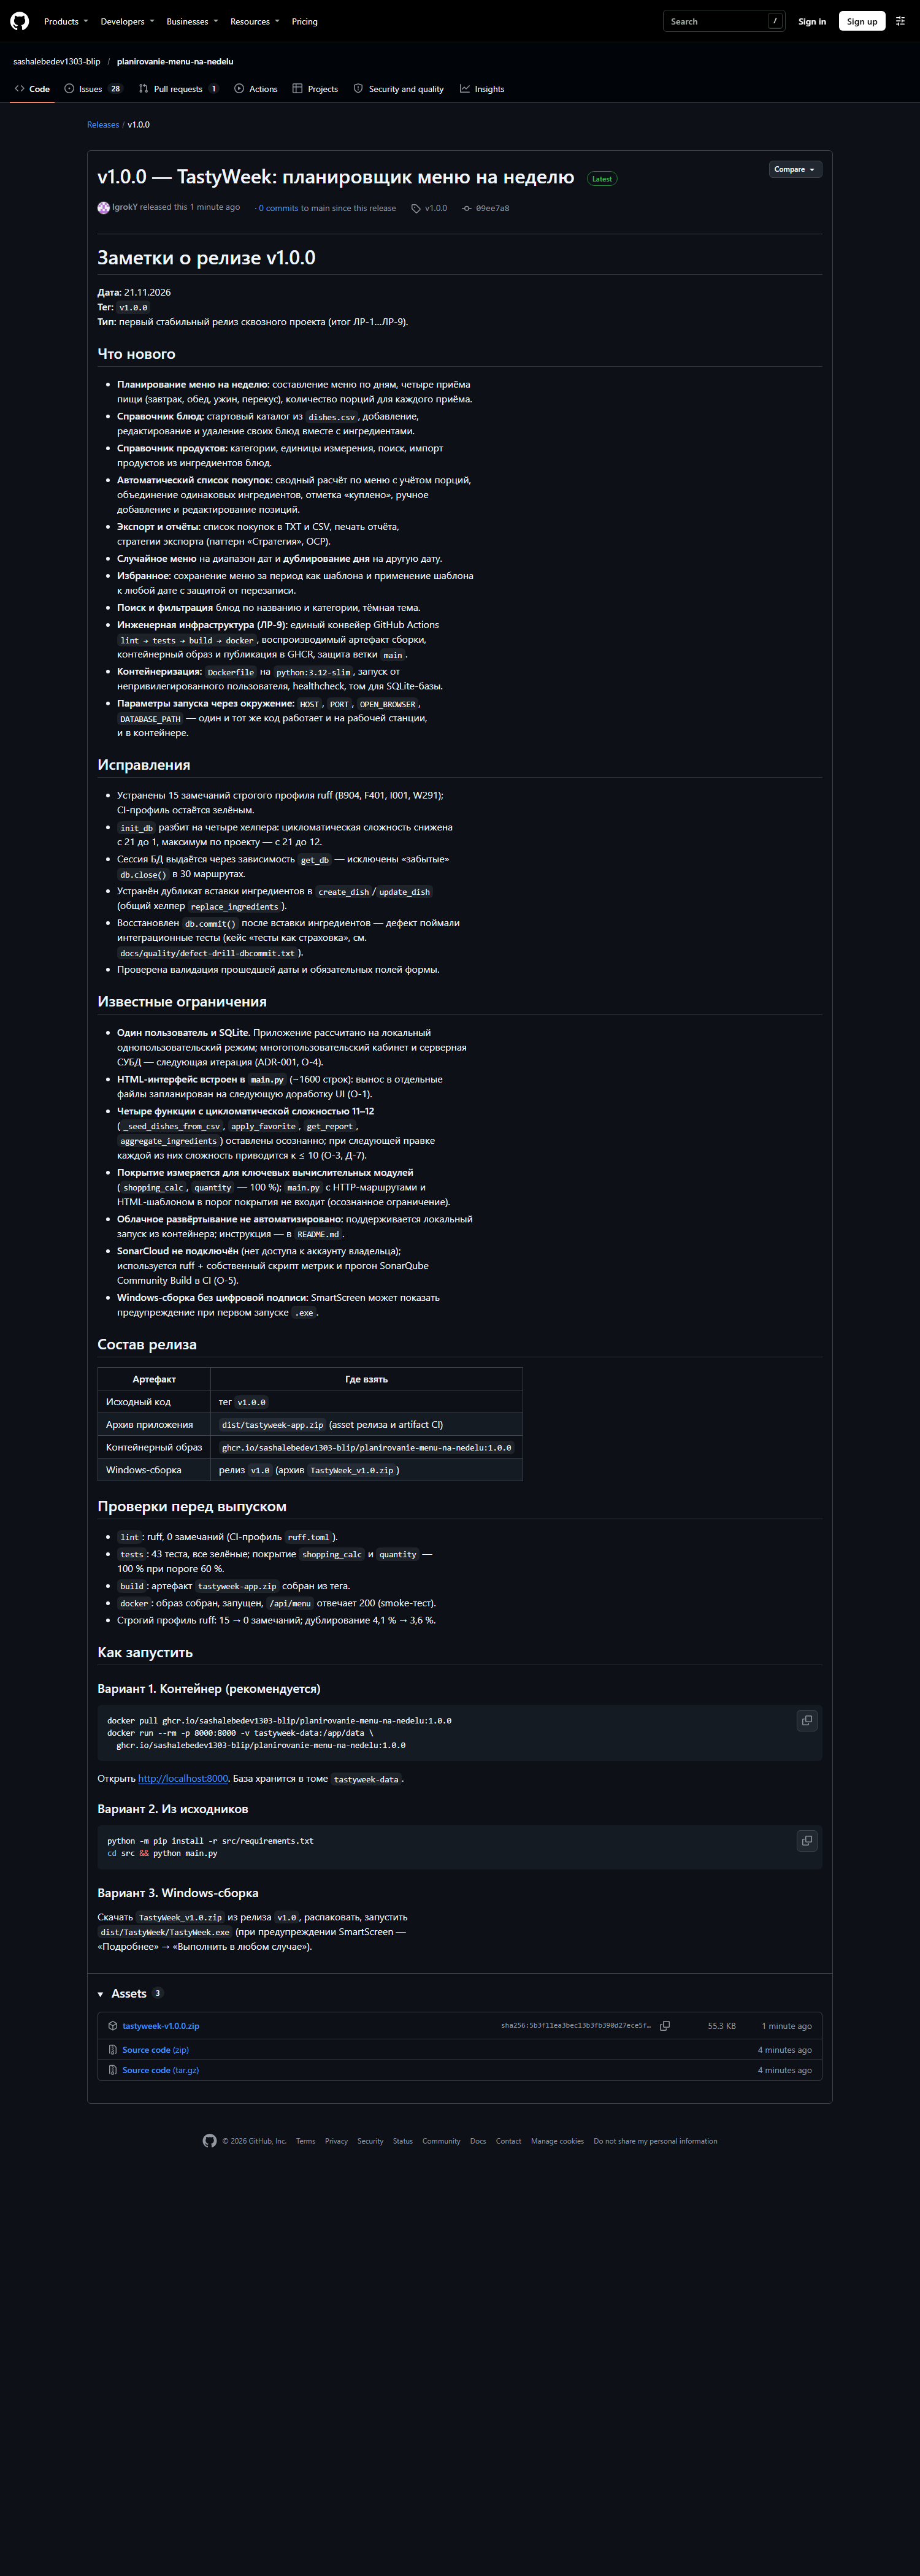 Products Developers Businesses Resources Pricing Search / Sign in Sign up
sashalebedev1303-blip / planirovanie-menu-na-nedelu
Code Issues 28 Pull requests 1 Actions Projects Security and quality Insights
Releases / v1.0.0
v1.0.0 — TastyWeek: планировщик меню на неделю Latest Compare
IgrokY released this 1 minute ago · 0 commits to main since this release v1.0.0 09ee7a8
Заметки о релизе v1.0.0
Дата: 21.11.2026
Тег: v1.0.0
Тип: первый стабильный релиз сквозного проекта (итог ЛР-1…ЛР-9).
Что нового
Планирование меню на неделю: составление меню по дням, четыре приёма
пищи (завтрак, обед, ужин, перекус), количество порций для каждого приёма.
Справочник блюд: стартовый каталог из dishes.csv, добавление,
редактирование и удаление своих блюд вместе с ингредиентами.
Справочник продуктов: категории, единицы измерения, поиск, импорт
продуктов из ингредиентов блюд.
Автоматический список покупок: сводный расчёт по меню с учётом порций,
объединение одинаковых ингредиентов, отметка «куплено», ручное
добавление и редактирование позиций.
Экспорт и отчёты: список покупок в TXT и CSV, печать отчёта,
стратегии экспорта (паттерн «Стратегия», OCP).
Случайное меню на диапазон дат и дублирование дня на другую дату.
Избранное: сохранение меню за период как шаблона и применение шаблона
к любой дате с защитой от перезаписи.
Поиск и фильтрация блюд по названию и категории, тёмная тема.
Инженерная инфраструктура (ЛР-9): единый конвейер GitHub Actions
lint → tests → build → docker, воспроизводимый артефакт сборки,
контейнерный образ и публикация в GHCR, защита ветки main.
Контейнеризация: Dockerfile на python:3.12-slim, запуск от
непривилегированного пользователя, healthcheck, том для SQLite-базы.
Параметры запуска через окружение: HOST, PORT, OPEN_BROWSER,
DATABASE_PATH — один и тот же код работает и на рабочей станции,
и в контейнере.
Исправления
Устранены 15 замечаний строгого профиля ruff (B904, F401, I001, W291);
CI-профиль остаётся зелёным.
init_db разбит на четыре хелпера: цикломатическая сложность снижена
с 21 до 1, максимум по проекту — с 21 до 12.
Сессия БД выдаётся через зависимость get_db — исключены «забытые»
db.close() в 30 маршрутах.
Устранён дубликат вставки ингредиентов в create_dish/update_dish
(общий хелпер replace_ingredients).
Восстановлен db.commit() после вставки ингредиентов — дефект поймали
интеграционные тесты (кейс «тесты как страховка», см.
docs/quality/defect-drill-dbcommit.txt).
Проверена валидация прошедшей даты и обязательных полей формы.
Известные ограничения
Один пользователь и SQLite. Приложение рассчитано на локальный
однопользовательский режим; многопользовательский кабинет и серверная
СУБД — следующая итерация (ADR-001, О-4).
HTML-интерфейс встроен в main.py (~1600 строк): вынос в отдельные
файлы запланирован на следующую доработку UI (О-1).
Четыре функции с цикломатической сложностью 11–12
(_seed_dishes_from_csv, apply_favorite, get_report,
aggregate_ingredients) оставлены осознанно; при следующей правке
каждой из них сложность приводится к ≤ 10 (О-3, Д-7).
Покрытие измеряется для ключевых вычислительных модулей
(shopping_calc, quantity — 100 %); main.py с HTTP-маршрутами и
HTML-шаблоном в порог покрытия не входит (осознанное ограничение).
Облачное развёртывание не автоматизировано: поддерживается локальный
запуск из контейнера; инструкция — в README.md.
SonarCloud не подключён (нет доступа к аккаунту владельца);
используется ruff + собственный скрипт метрик и прогон SonarQube
Community Build в CI (О-5).
Windows-сборка без цифровой подписи: SmartScreen может показать
предупреждение при первом запуске .exe.
Состав релиза
Артефакт Где взять
Исходный код тег v1.0.0
Архив приложения dist/tastyweek-app.zip (asset релиза и artifact CI)
Контейнерный образ ghcr.io/sashalebedev1303-blip/planirovanie-menu-na-nedelu:1.0.0
Windows-сборка релиз v1.0 (архив TastyWeek_v1.0.zip)
Проверки перед выпуском
lint: ruff, 0 замечаний (CI-профиль ruff.toml).
tests: 43 теста, все зелёные; покрытие shopping_calc и quantity —
100 % при пороге 60 %.
build: артефакт tastyweek-app.zip собран из тега.
docker: образ собран, запущен, /api/menu отвечает 200 (smoke-тест).
Строгий профиль ruff: 15 → 0 замечаний; дублирование 4,1 % → 3,6 %.
Как запустить
Вариант 1. Контейнер (рекомендуется)
docker pull ghcr.io/sashalebedev1303-blip/planirovanie-menu-na-nedelu:1.0.0
docker run --rm -p 8000:8000 -v tastyweek-data:/app/data \
ghcr.io/sashalebedev1303-blip/planirovanie-menu-na-nedelu:1.0.0
Открыть http://localhost:8000. База хранится в томе tastyweek-data.
Вариант 2. Из исходников
python -m pip install -r src/requirements.txt
cd src && python main.py
Вариант 3. Windows-сборка
Скачать TastyWeek_v1.0.zip из релиза v1.0, распаковать, запустить
dist/TastyWeek/TastyWeek.exe (при предупреждении SmartScreen —
«Подробнее» → «Выполнить в любом случае»).
Assets 3
tastyweek-v1.0.0.zip sha256:5b3f11ea3bec13b3fb390d27ece5f… 55.3 KB 1 minute ago
Source code (zip) 4 minutes ago
Source code (tar.gz) 4 minutes ago
© 2026 GitHub, Inc. Terms Privacy Security Status Community Docs Contact Manage cookies Do not share my personal information